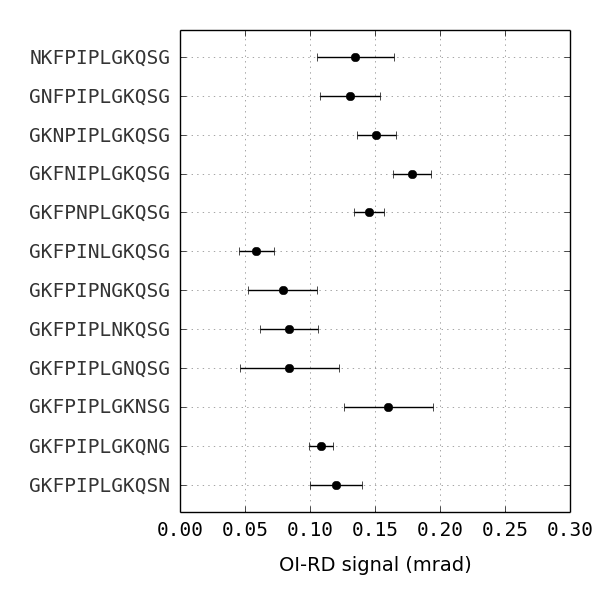 NKFPIPLGKQSG
GNFPIPLGKQSG
GKNPIPLGKQSG
GKFNIPLGKQSG
GKFPNPLGKQSG
GKFPINLGKQSG
GKFPIPNGKQSG
GKFPIPLNKQSG
GKFPIPLGNQSG
GKFPIPLGKNSG
GKFPIPLGKQNG
GKFPIPLGKQSN
0.00 0.05 0.10 0.15 0.20 0.25 0.30
OI-RD signal (mrad)